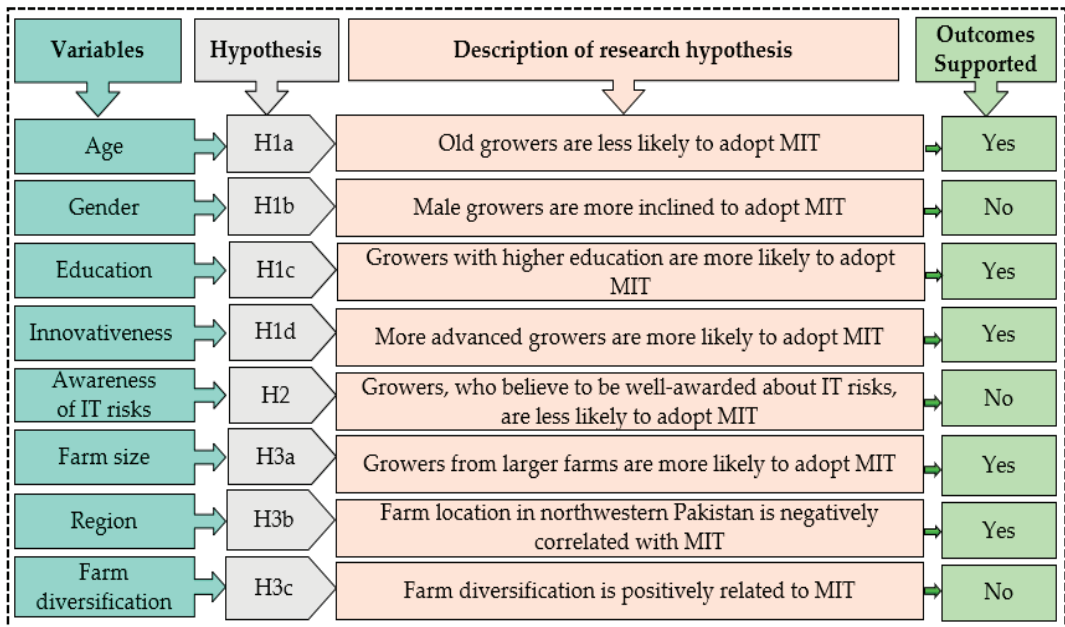 Variables
Hypothesis
Description of research hypothesis
Outcomes
Supported
Age
H1a
Old growers are less likely to adopt MIT
Yes
Gender
H1b
Male growers are more inclined to adopt MIT
No
Education
H1c
Growers with higher education are more likely to adopt
MIT
Yes
Innovativeness
H1d
More advanced growers are more likely to adopt MIT
Yes
Awareness
of IT risks
H2
Growers, who believe to be well-awarded about IT risks,
are less likely to adopt MIT
No
Farm size
H3a
Growers from larger farms are more likely to adopt MIT
Yes
Region
H3b
Farm location in northwestern Pakistan is negatively
correlated with MIT
Yes
Farm
diversification
H3c
Farm diversification is positively related to MIT
No